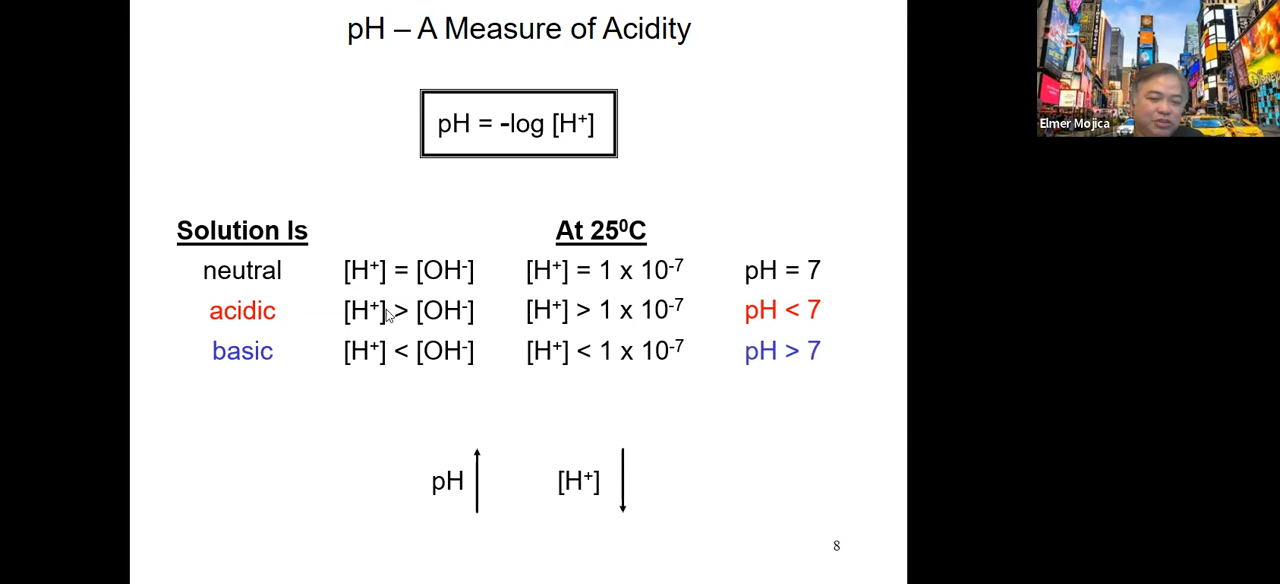 pH – A Measure of Acidity
pH = -log [H⁺]
Solution Is At 25⁰C
neutral [H⁺] = [OH⁻] [H⁺] = 1 x 10⁻⁷ pH = 7
acidic [H⁺] > [OH⁻] [H⁺] > 1 x 10⁻⁷ pH < 7
basic [H⁺] < [OH⁻] [H⁺] < 1 x 10⁻⁷ pH > 7
pH [H⁺]
8
Elmer Mojica